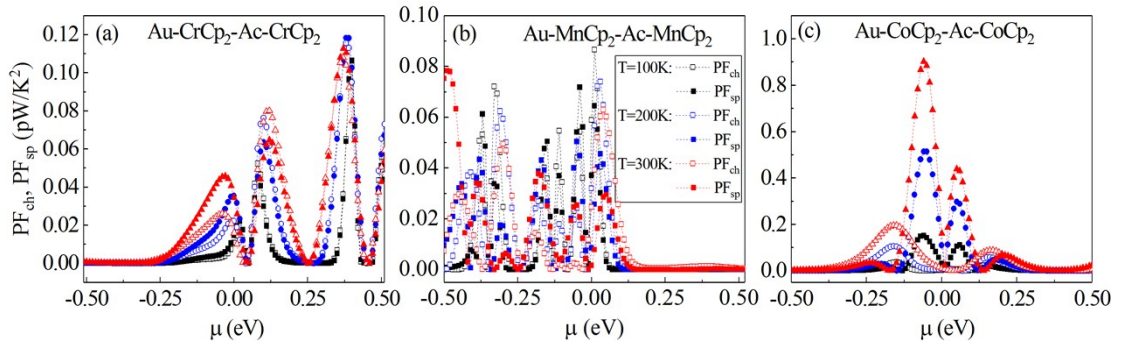 (a) Au-CrCp2-Ac-CrCp2
(b) Au-MnCp2-Ac-MnCp2
(c) Au-CoCp2-Ac-CoCp2
PFch, PFsp (pW/K²)
0.12
0.10
0.08
0.06
0.04
0.02
0.00
-0.50 -0.25 0.00 0.25 0.50
μ (eV)
0.10
0.08
0.06
0.04
0.02
0.00
-0.50 -0.25 0.00 0.25 0.50
μ (eV)
T=100K: PFch
PFsp
T=200K: PFch
PFsp
T=300K: PFch
PFsp
1.0
0.8
0.6
0.4
0.2
0.0
-0.50 -0.25 0.00 0.25 0.50
μ (eV)